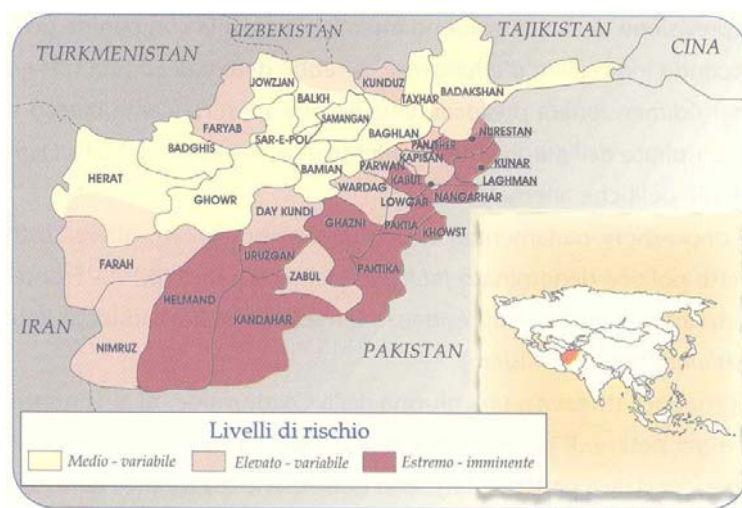 UZBEKISTAN
TAJIKISTAN
TURKMENISTAN
CINA
JOWZJAN
KUNDUZ
BALKH
TAXHAR
BADAKSHAN
FARYAB
SAMANGAN
NURESTAN
SAR-E-POL
BAGHLAN
PANJSHER
BADGHIS
KAPISAN
KUNAR
HERAT
BAMIAN
PARWAN
KABUL
LAGHMAN
WARDAG
NANGARHAR
GHOWR
LOWGAR
DAY KUNDI
GHAZNI
PAKTIA
KHOWST
URUZGAN
FARAH
ZABUL
PAKTIKA
HELMAND
KANDAHAR
IRAN
NIMRUZ
PAKISTAN
Livelli di rischio
Medio - variabile
Elevato - variabile
Estremo - imminente